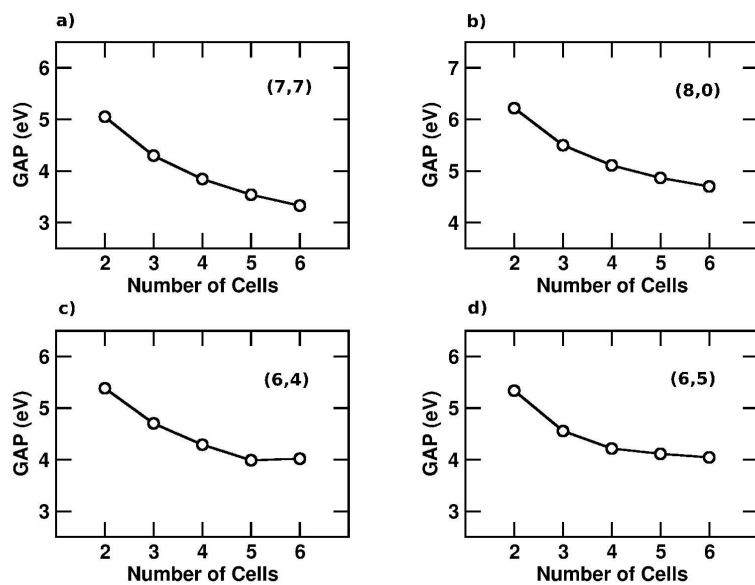 a)
b)
6
5
4
3
GAP (eV)
(7,7)
2 3 4 5 6
Number of Cells
7
6
5
4
GAP (eV)
(8,0)
2 3 4 5 6
Number of Cells
c)
d)
6
5
4
3
GAP (eV)
(6,4)
2 3 4 5 6
Number of Cells
6
5
4
3
GAP (eV)
(6,5)
2 3 4 5 6
Number of Cells